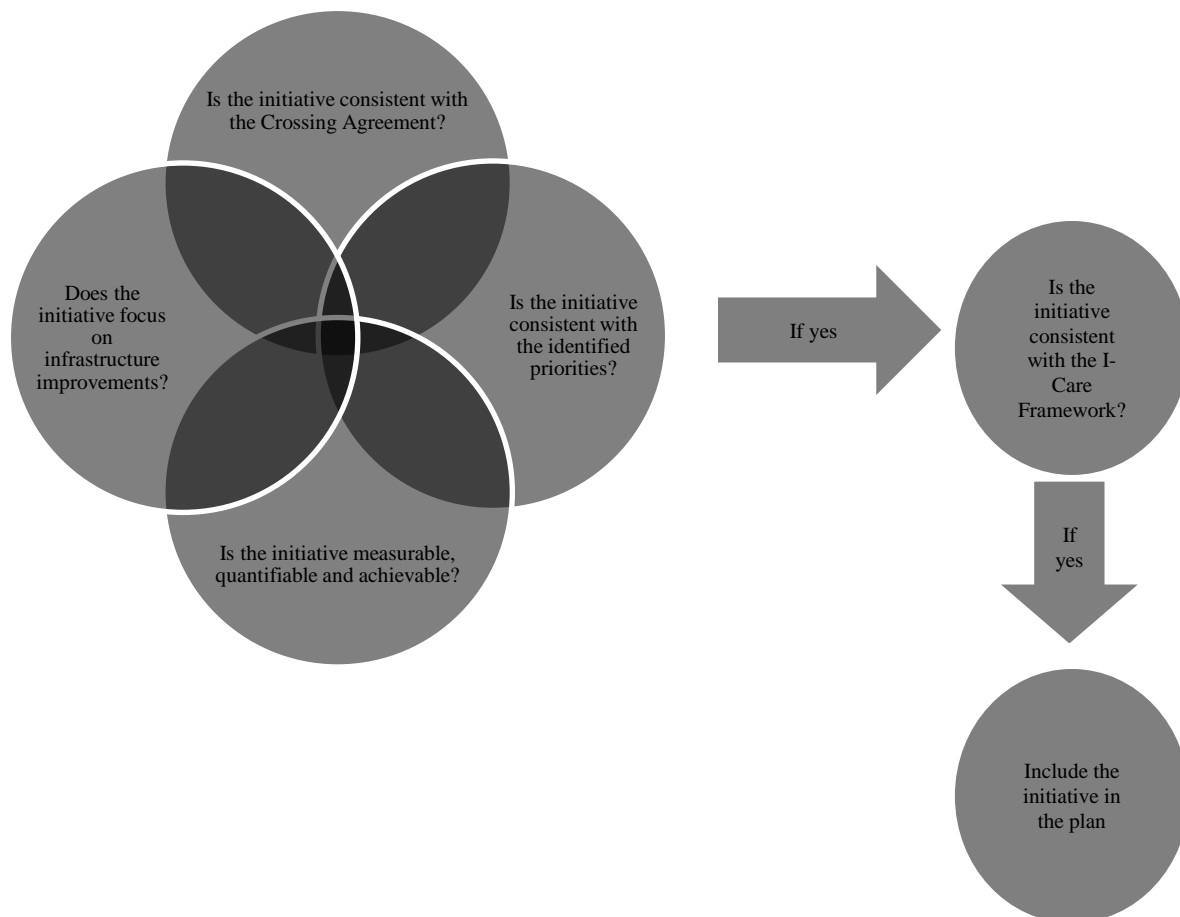 Is the initiative consistent with
the Crossing Agreement?
Does the
initiative focus
on
infrastructure
improvements?
Is the initiative
consistent with
the identified
priorities?
Is the initiative measurable,
quantifiable and achievable?
If yes
Is the
initiative
consistent
with the I-
Care
Framework?
If
yes
Include the
initiative in
the plan